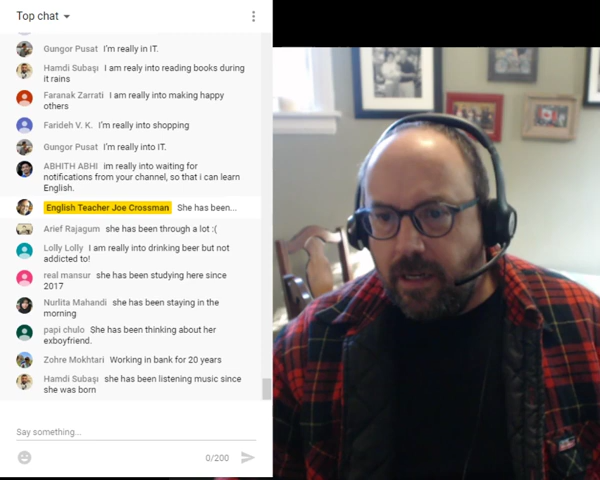 Top chat
Gungor Pusat I'm really in IT.
Hamdi Subaşı I am realy into reading books during
it rains
Faranak Zarrati I am really into making happy
others
Farideh V. K. I'm really into shopping
Gungor Pusat I'm really into IT.
ABHITH ABHI im really into waiting for
notifications from your channel, so that i can learn
English.
English Teacher Joe Crossman She has been...
Arief Rajagum she has been through a lot :(
Lolly Lolly I am really into drinking beer but not
addicted to!
real mansur she has been studying here since
2017
Nurlita Mahandi she has been staying in the
morning
papi chulo She has been thinking about her
exboyfriend.
Zohre Mokhtari Working in bank for 20 years
Hamdi Subaşı she has been listening music since
she was born
Say something...
0/200